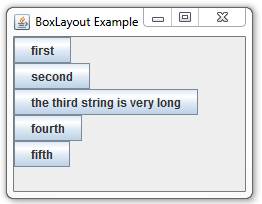 BoxLayout Example
first
second
the third string is very long
fourth
fifth